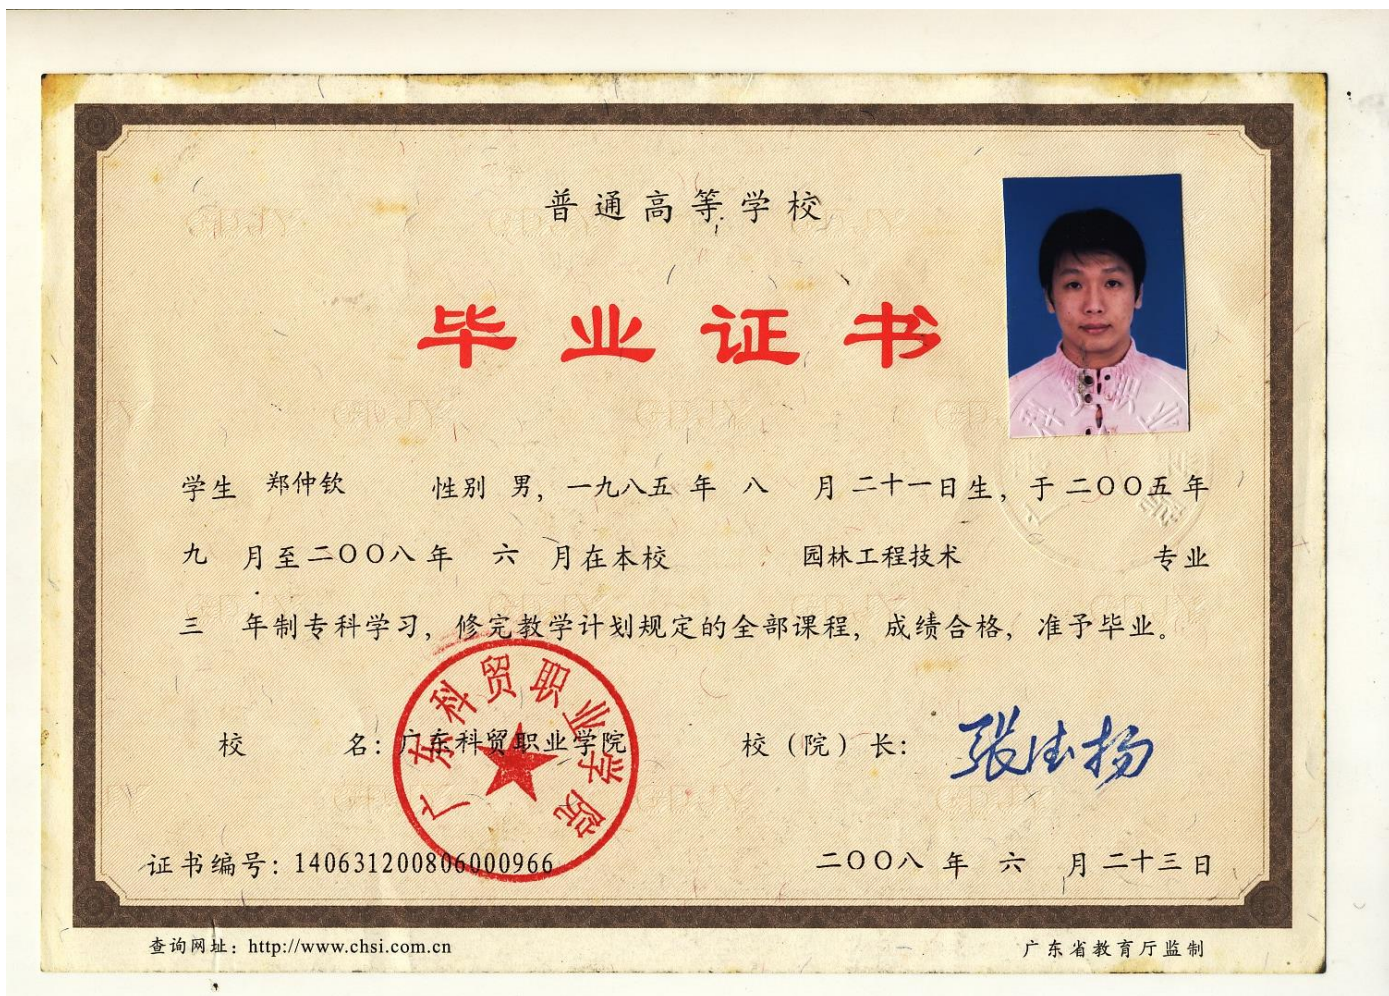 普通高等学校
毕业证书
学生 郑仲钦 性别 男，一九八五 年 八 月 二十一日生，于 二〇〇五 年
九 月至 二〇〇八 年 六 月在本校 园林工程技术 专业
三 年制专科学习，修完教学计划规定的全部课程，成绩合格，准予毕业。
校 名：广东科贸职业学院 校（院）长：
广东科贸职业学院
证书编号：140631200806000966 二〇〇八 年 六 月 二十三 日
查询网址：http://www.chsi.com.cn 广东省教育厅监制